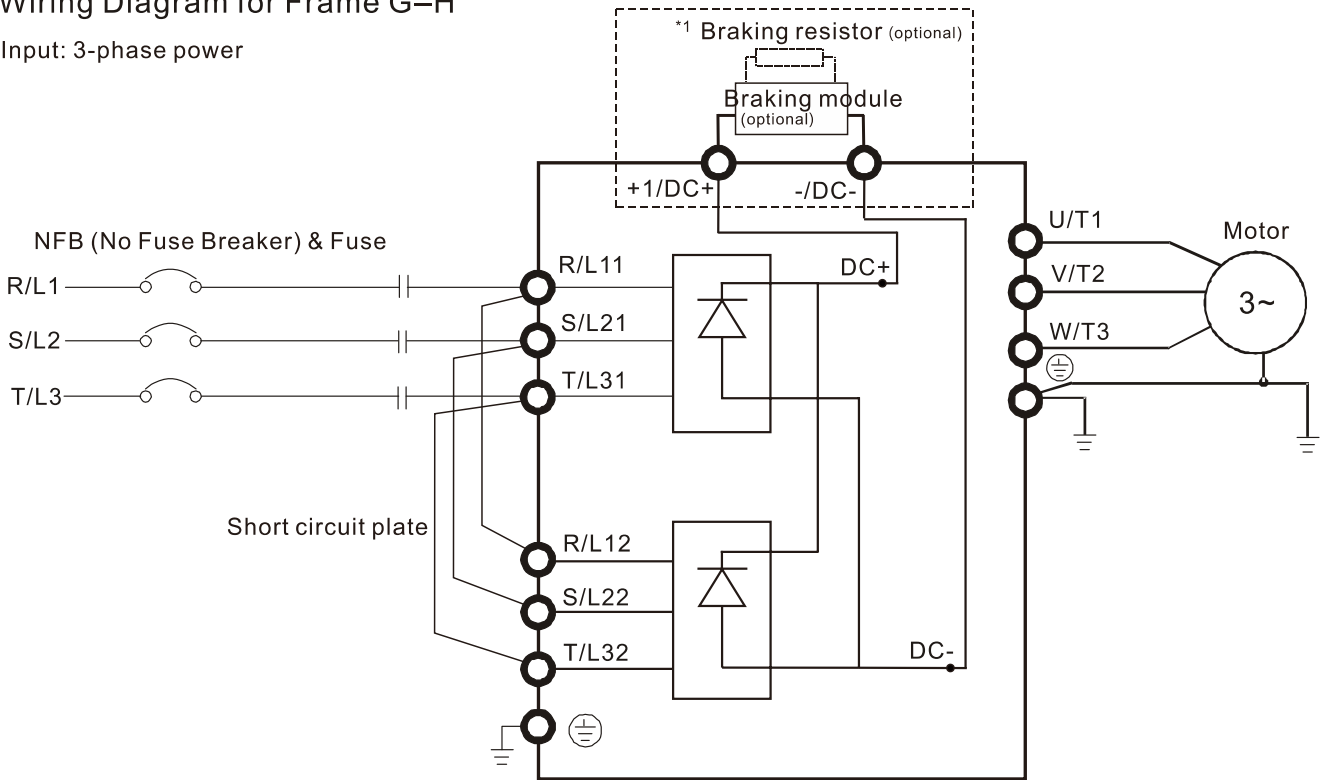 Wiring Diagram for Frame G–H
Input: 3-phase power
*1 Braking resistor (optional)
Braking module
(optional)
+1/DC+
-/DC-
NFB (No Fuse Breaker) & Fuse
R/L1
S/L2
T/L3
R/L11
S/L21
T/L31
DC+
U/T1
V/T2
W/T3
Motor
3~
Short circuit plate
R/L12
S/L22
T/L32
DC-